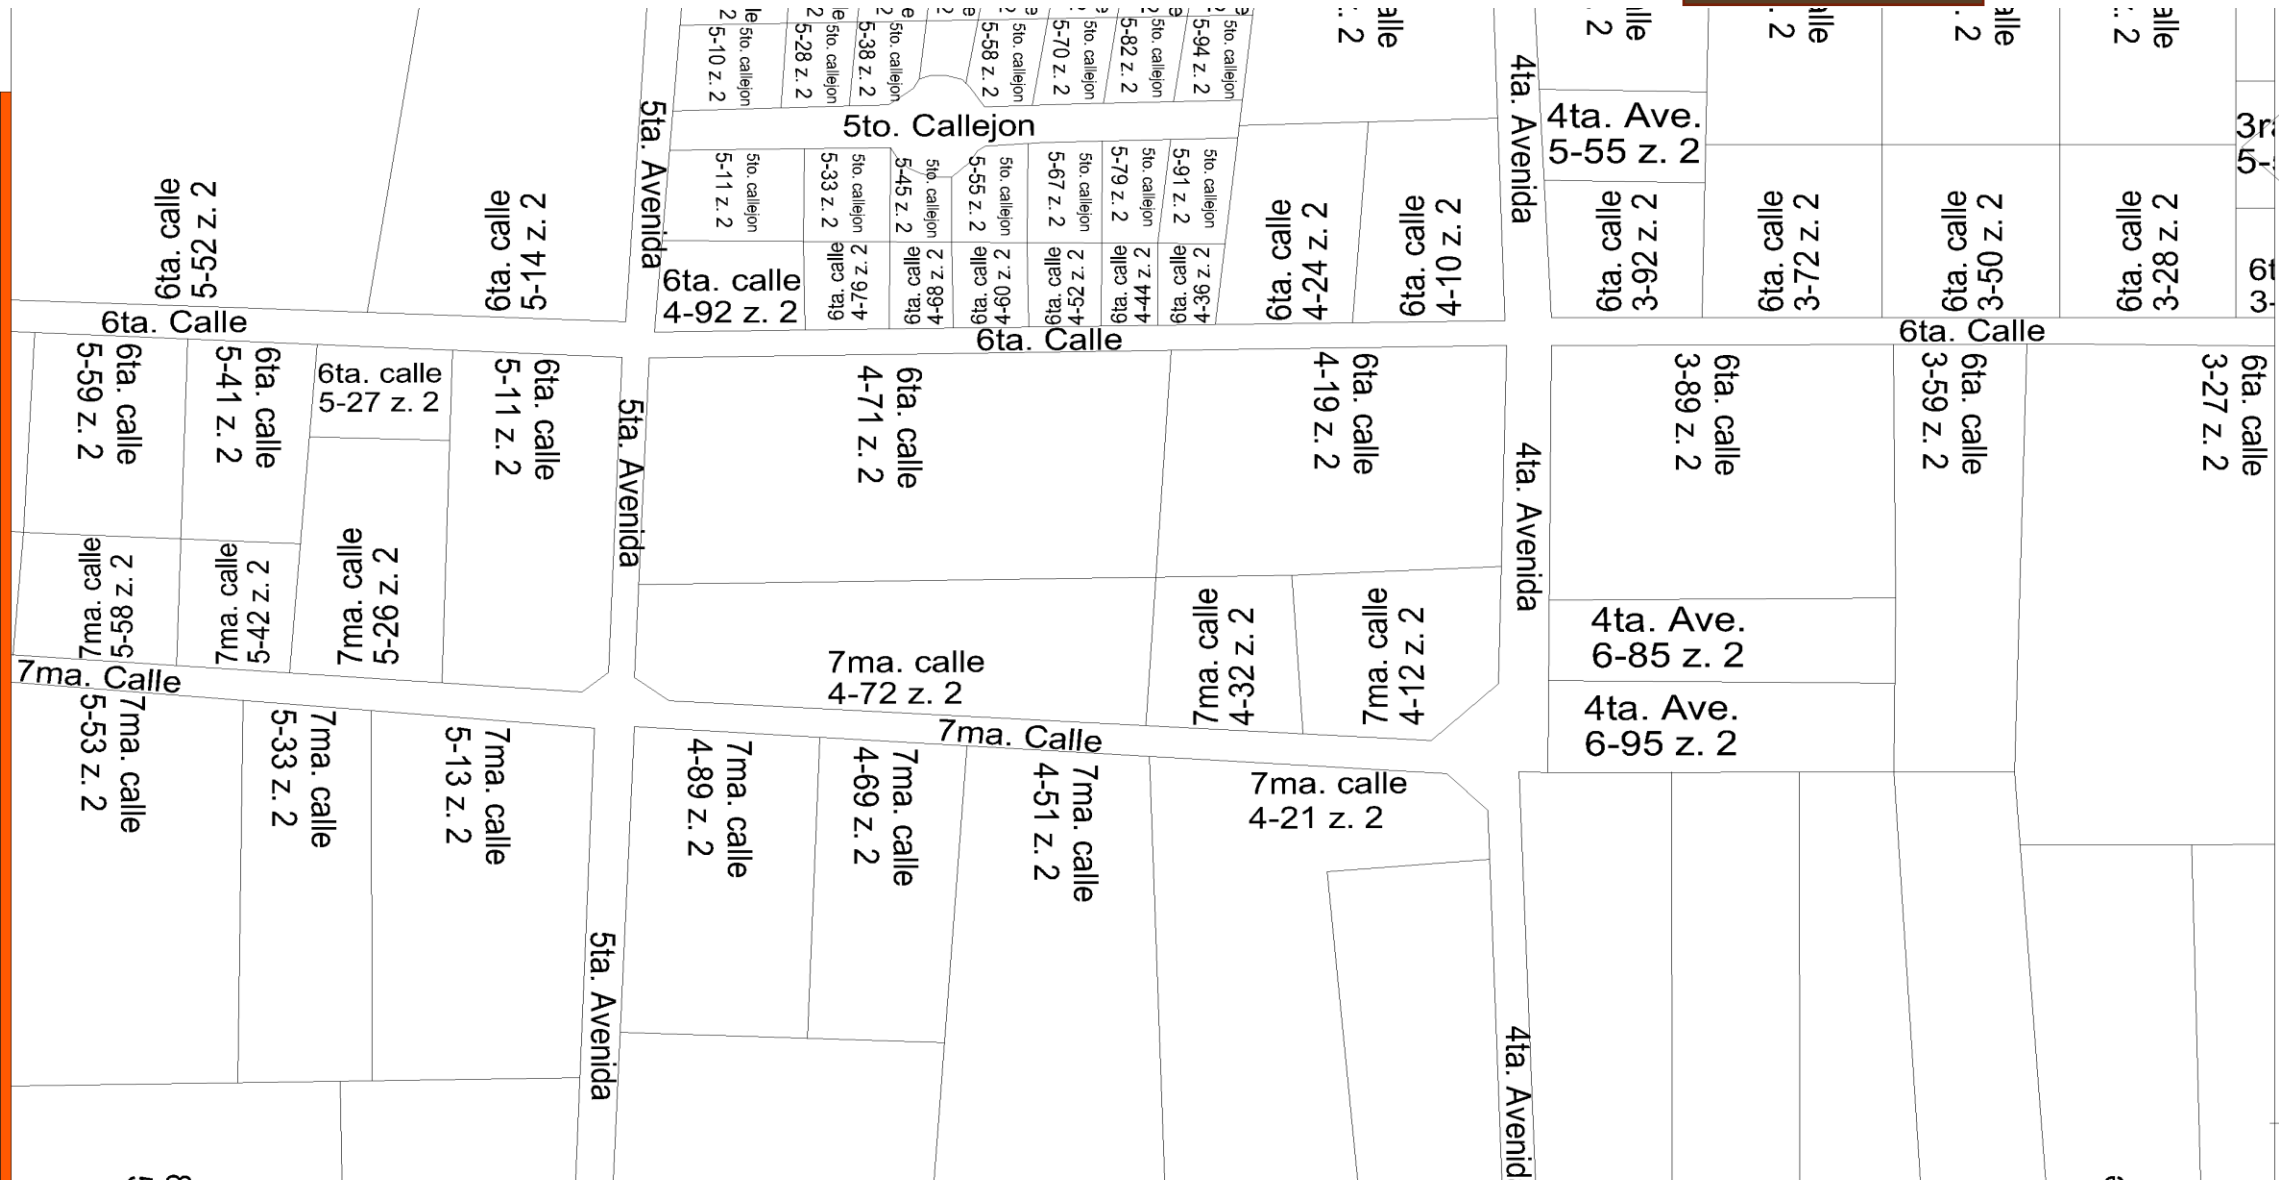 5to. callejon
5-10 z. 2
5to. callejon
5-28 z. 2
5to. callejon
5-38 z. 2
5to. callejon
5-58 z. 2
5to. callejon
5-70 z. 2
5to. callejon
5-82 z. 2
5to. callejon
5-94 z. 2
5to. Callejon
5ta. Avenida
4ta. Avenida
4ta. Ave.
5-55 z. 2
5to. callejon
5-11 z. 2
5to. callejon
5-33 z. 2
5to. callejon
5-45 z. 2
5to. callejon
5-55 z. 2
5to. callejon
5-67 z. 2
5to. callejon
5-79 z. 2
5to. callejon
5-91 z. 2
6ta. calle
5-52 z. 2
6ta. calle
5-14 z. 2
6ta. calle
4-92 z. 2
6ta. calle
4-76 z. 2
6ta. calle
4-68 z. 2
6ta. calle
4-60 z. 2
6ta. calle
4-52 z. 2
6ta. calle
4-44 z. 2
6ta. calle
4-36 z. 2
6ta. calle
4-24 z. 2
6ta. calle
4-10 z. 2
6ta. calle
3-92 z. 2
6ta. calle
3-72 z. 2
6ta. calle
3-50 z. 2
6ta. calle
3-28 z. 2
6ta. Calle
6ta. Calle
6ta. Calle
6ta. calle
5-59 z. 2
6ta. calle
5-41 z. 2
6ta. calle
5-27 z. 2
6ta. calle
5-11 z. 2
5ta. Avenida
6ta. calle
4-71 z. 2
6ta. calle
4-19 z. 2
4ta. Avenida
6ta. calle
3-89 z. 2
6ta. calle
3-59 z. 2
6ta. calle
3-27 z. 2
7ma. calle
5-58 z. 2
7ma. calle
5-42 z. 2
7ma. calle
5-26 z. 2
7ma. calle
4-72 z. 2
7ma. calle
4-32 z. 2
7ma. calle
4-12 z. 2
4ta. Ave.
6-85 z. 2
4ta. Ave.
6-95 z. 2
7ma. Calle
7ma. Calle
7ma. calle
5-53 z. 2
7ma. calle
5-33 z. 2
7ma. calle
5-13 z. 2
7ma. calle
4-89 z. 2
7ma. calle
4-69 z. 2
7ma. calle
4-51 z. 2
7ma. calle
4-21 z. 2
5ta. Avenida
4ta. Avenid